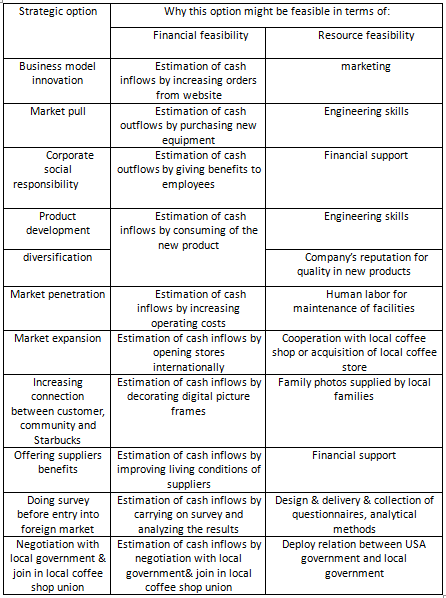 Strategic option
Why this option might be feasible in terms of:
Financial feasibility
Resource feasibility
Business model
innovation
Estimation of cash
inflows by increasing orders
from website
marketing
Market pull
Estimation of cash
outflows by purchasing new
equipment
Engineering skills
Corporate
social
responsibility
Estimation of cash
outflows by giving benefits to
employees
Financial support
Product
development
Estimation of cash
inflows by consuming of the
new product
Engineering skills
diversification
Company's reputation for
quality in new products
Market penetration
Estimation of cash
inflows by increasing
operating costs
Human labor for
maintenance of facilities
Market expansion
Estimation of cash inflows by
opening stores
internationally
Cooperation with local coffee
shop or acquisition of local coffee
store
Increasing
connection
between customer,
community and
Starbucks
Estimation of cash inflows by
decorating digital picture
frames
Family photos supplied by local
families
Offering suppliers
benefits
Estimation of cash inflows by
improving living conditions of
suppliers
Financial support
Doing survey
before entry into
foreign market
Estimation of cash inflows by
carrying on survey and
analyzing the results
Design & delivery & collection of
questionnaires, analytical
methods
Negotiation with
local government &
join in local coffee
shop union
Estimation of cash inflows by
negotiation with local
government& join in local
coffee shop union
Deploy relation between USA
government and local
government